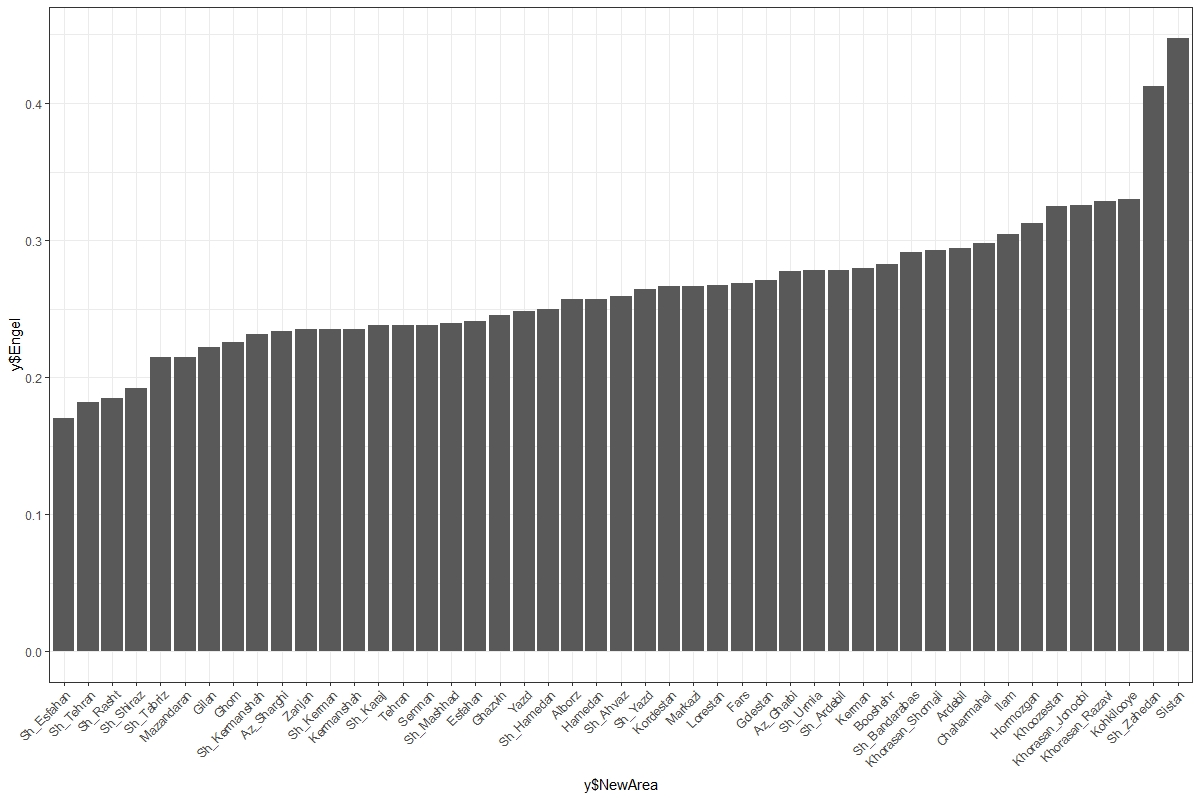 0.4
0.3
0.2
0.1
0.0
y$Engel
Sh_Esfahan
Sh_Tehran
Sh_Rasht
Sh_Shiraz
Sh_Tabriz
Mazzandaran
Gilan
Ghom
Sh_Kermanshah
Az_Sharghi
Zanjan
Sh_Kerman
Kermanshah
Sh_Karaj
Tehran
Semnan
Sh_Mashhad
Esfahan
Ghazvin
Yazd
Sh_Hamedan
Alborz
Hamedan
Sh_Ahvaz
Sh_Yazd
Kordestan
Markazi
Lorestan
Fars
Golestan
Az_Gharbi
Sh_Urmia
Sh_Ardebil
Kerman
Booshehr
Sh_Bandarabas
Khorasan_Shomali
Ardebil
Charmahal
Ilam
Hormozgan
Khoozestan
Khorasan_Jonoobi
Khorasan_Razavi
Kohkilooye
Sh_Zahedan
Sistan
y$NewArea